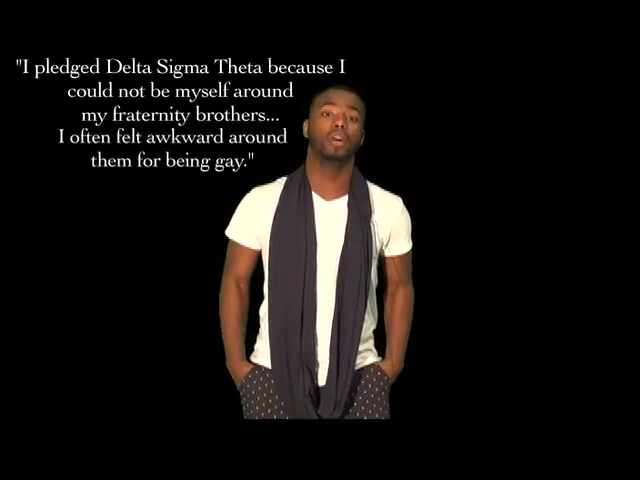 "I pledged Delta Sigma Theta because I
could not be myself around
my fraternity brothers...
I often felt awkward around
them for being gay."